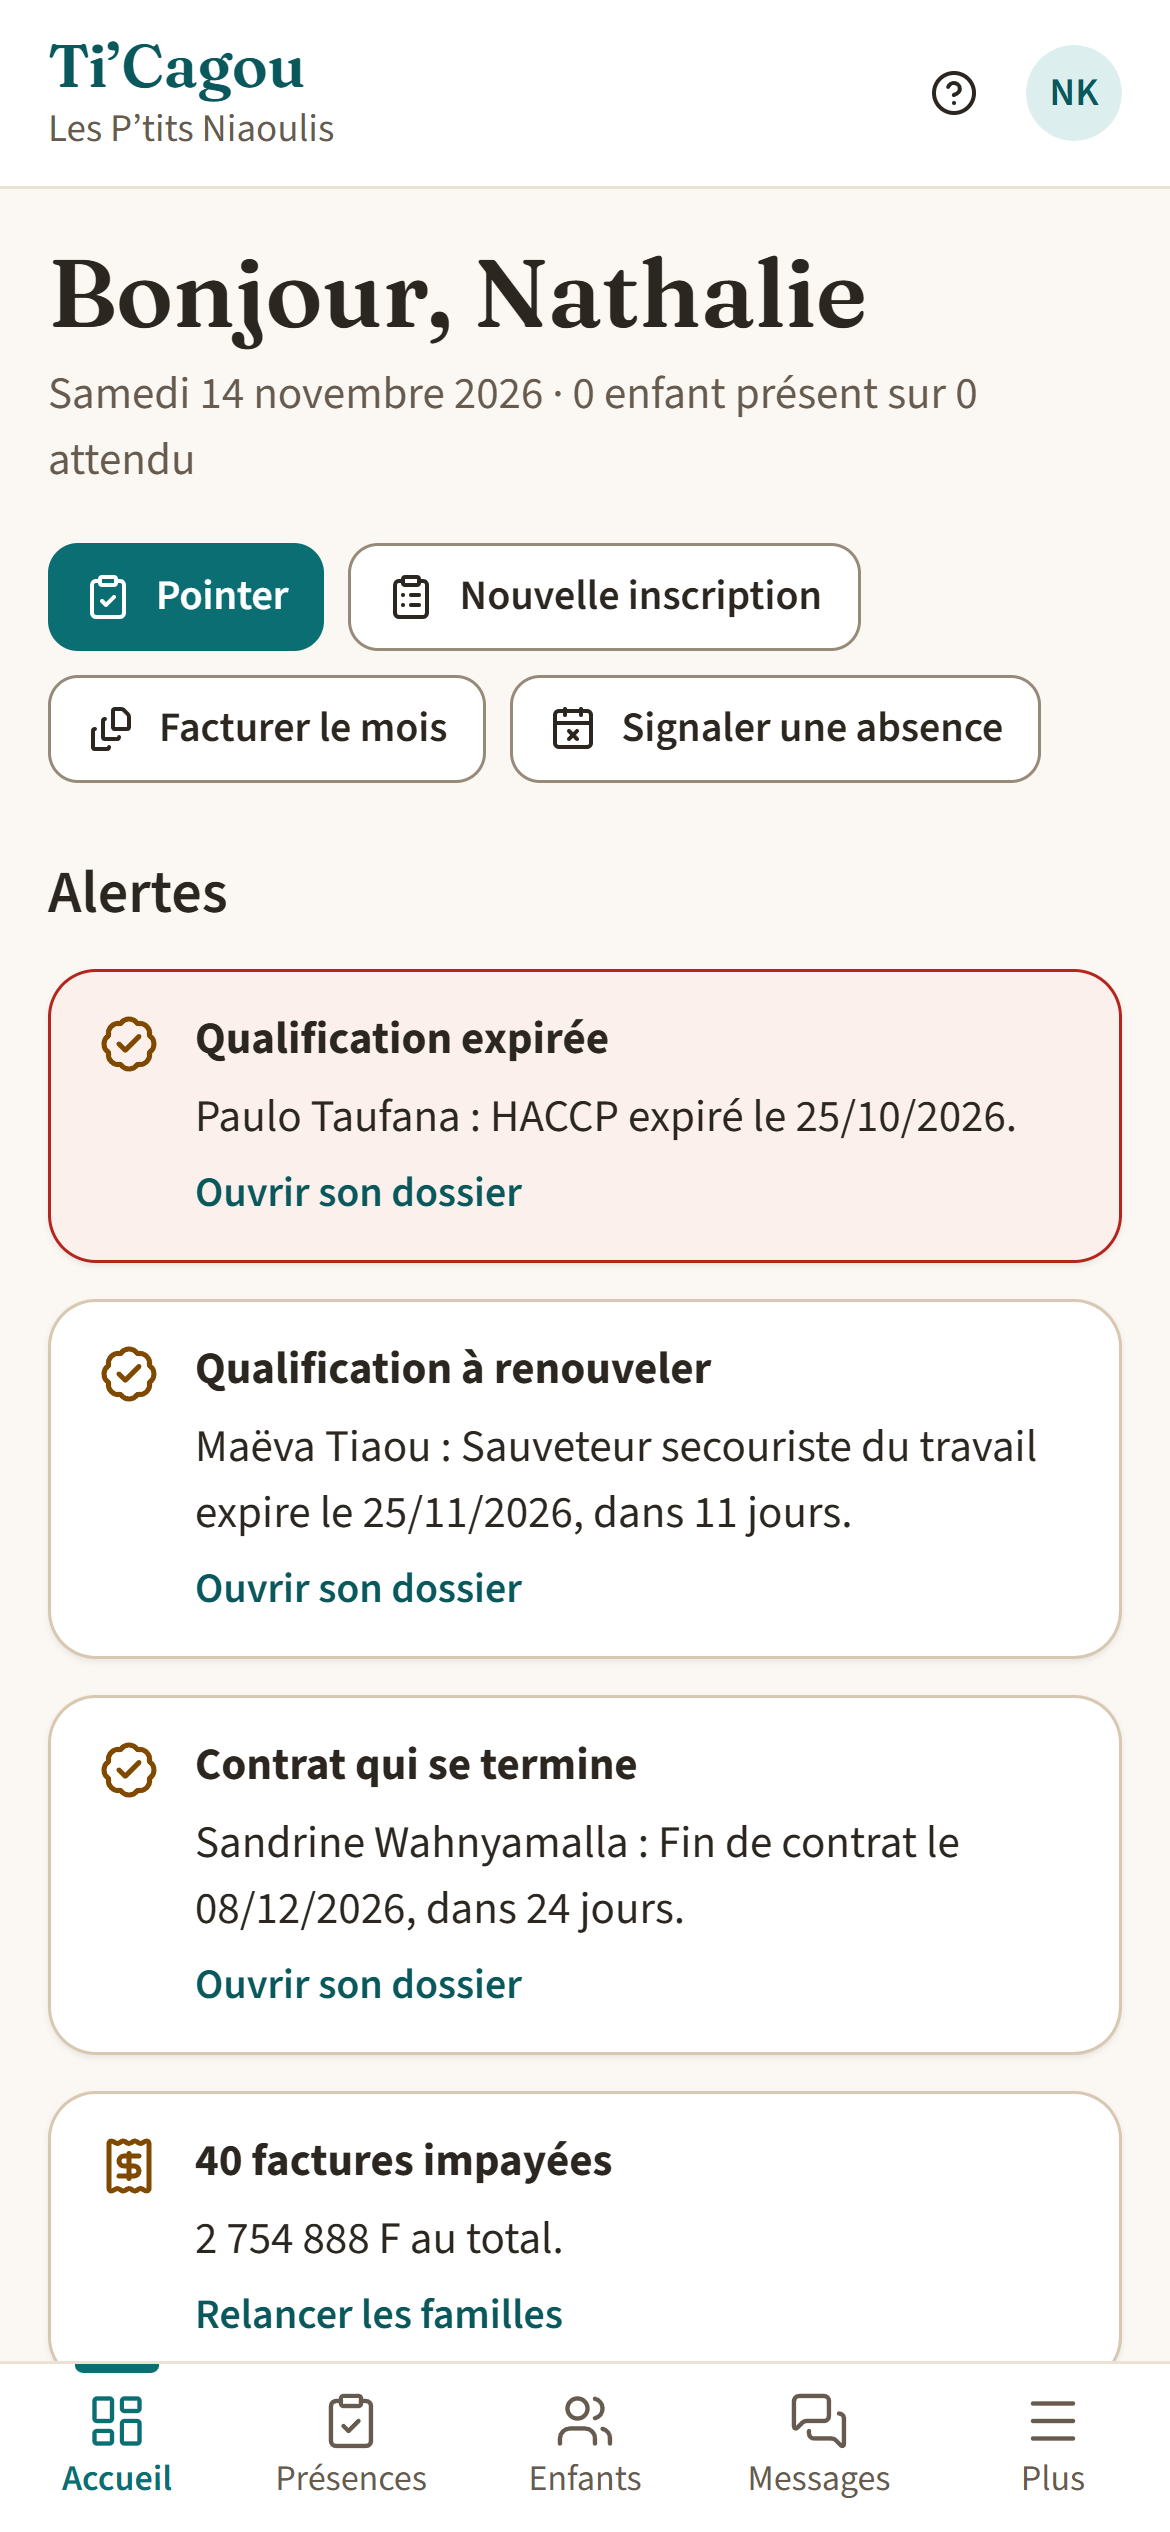 Ti’Cagou
Les P’tits Niaoulis
NK
Bonjour, Nathalie
Samedi 14 novembre 2026 · 0 enfant présent sur 0
attendu
Pointer
Nouvelle inscription
Facturer le mois
Signaler une absence
Alertes
Qualification expirée
Paulo Taufana : HACCP expiré le 25/10/2026.
Ouvrir son dossier
Qualification à renouveler
Maëva Tiaou : Sauveteur secouriste du travail
expire le 25/11/2026, dans 11 jours.
Ouvrir son dossier
Contrat qui se termine
Sandrine Wahnyamalla : Fin de contrat le
08/12/2026, dans 24 jours.
Ouvrir son dossier
40 factures impayées
2 754 888 F au total.
Relancer les familles
Accueil
Présences
Enfants
Messages
Plus